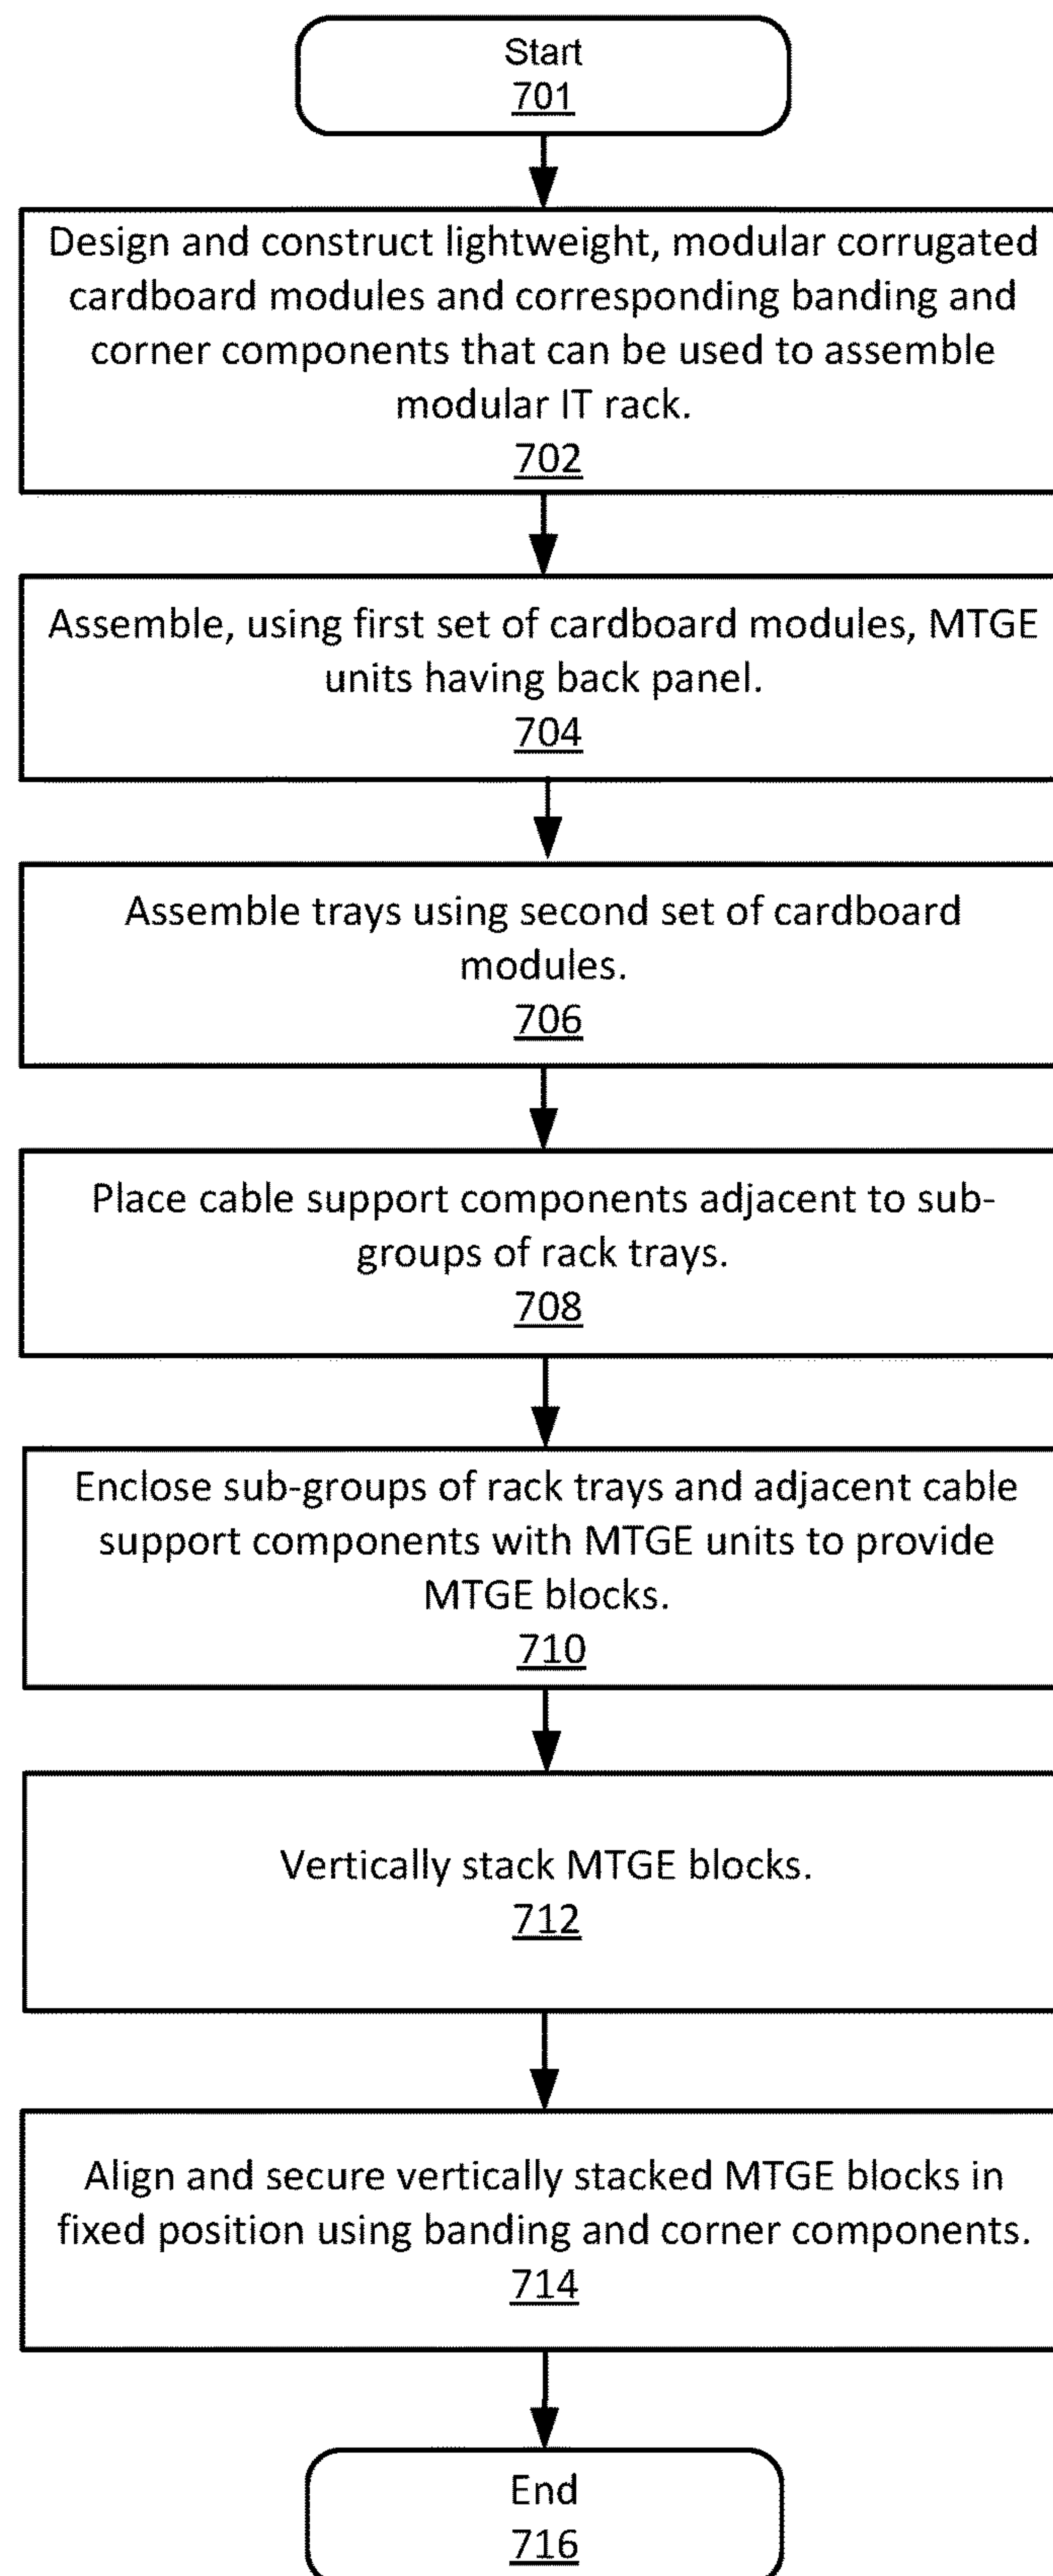 Start
701
Design and construct lightweight, modular corrugated
cardboard modules and corresponding banding and
corner components that can be used to assemble
modular IT rack.
702
Assemble, using first set of cardboard modules, MTGE
units having back panel.
704
Assemble trays using second set of cardboard
modules.
706
Place cable support components adjacent to sub-
groups of rack trays.
708
Enclose sub-groups of rack trays and adjacent cable
support components with MTGE units to provide
MTGE blocks.
710
Vertically stack MTGE blocks.
712
Align and secure vertically stacked MTGE blocks in
fixed position using banding and corner components.
714
End
716